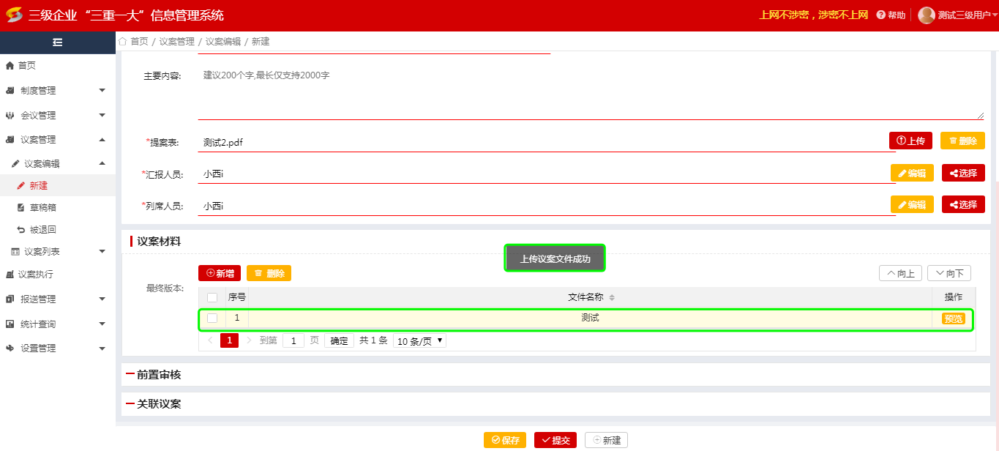 三级企业“三重一大”信息管理系统
上网不涉密，涉密不上网 帮助 测试三级用户
首页 / 议案管理 / 议案编辑 / 新建
首页
制度管理
会议管理
议案管理
议案编辑
新建
草稿箱
被退回
议案列表
议案执行
报送管理
统计查询
设置管理
主要内容: 建议200个字,最长仅支持2000字
*提案表: 测试2.pdf 上传 删除
*汇报人员: 小西i 编辑 选择
*列席人员: 小西i 编辑 选择
议案材料
上传议案文件成功
最终版本: 新增 删除 向上 向下
序号 文件名称 操作
1 测试 预览
1 到第 1 页 确定 共 1 条 10 条/页
前置审核
关联议案
保存 提交 新建